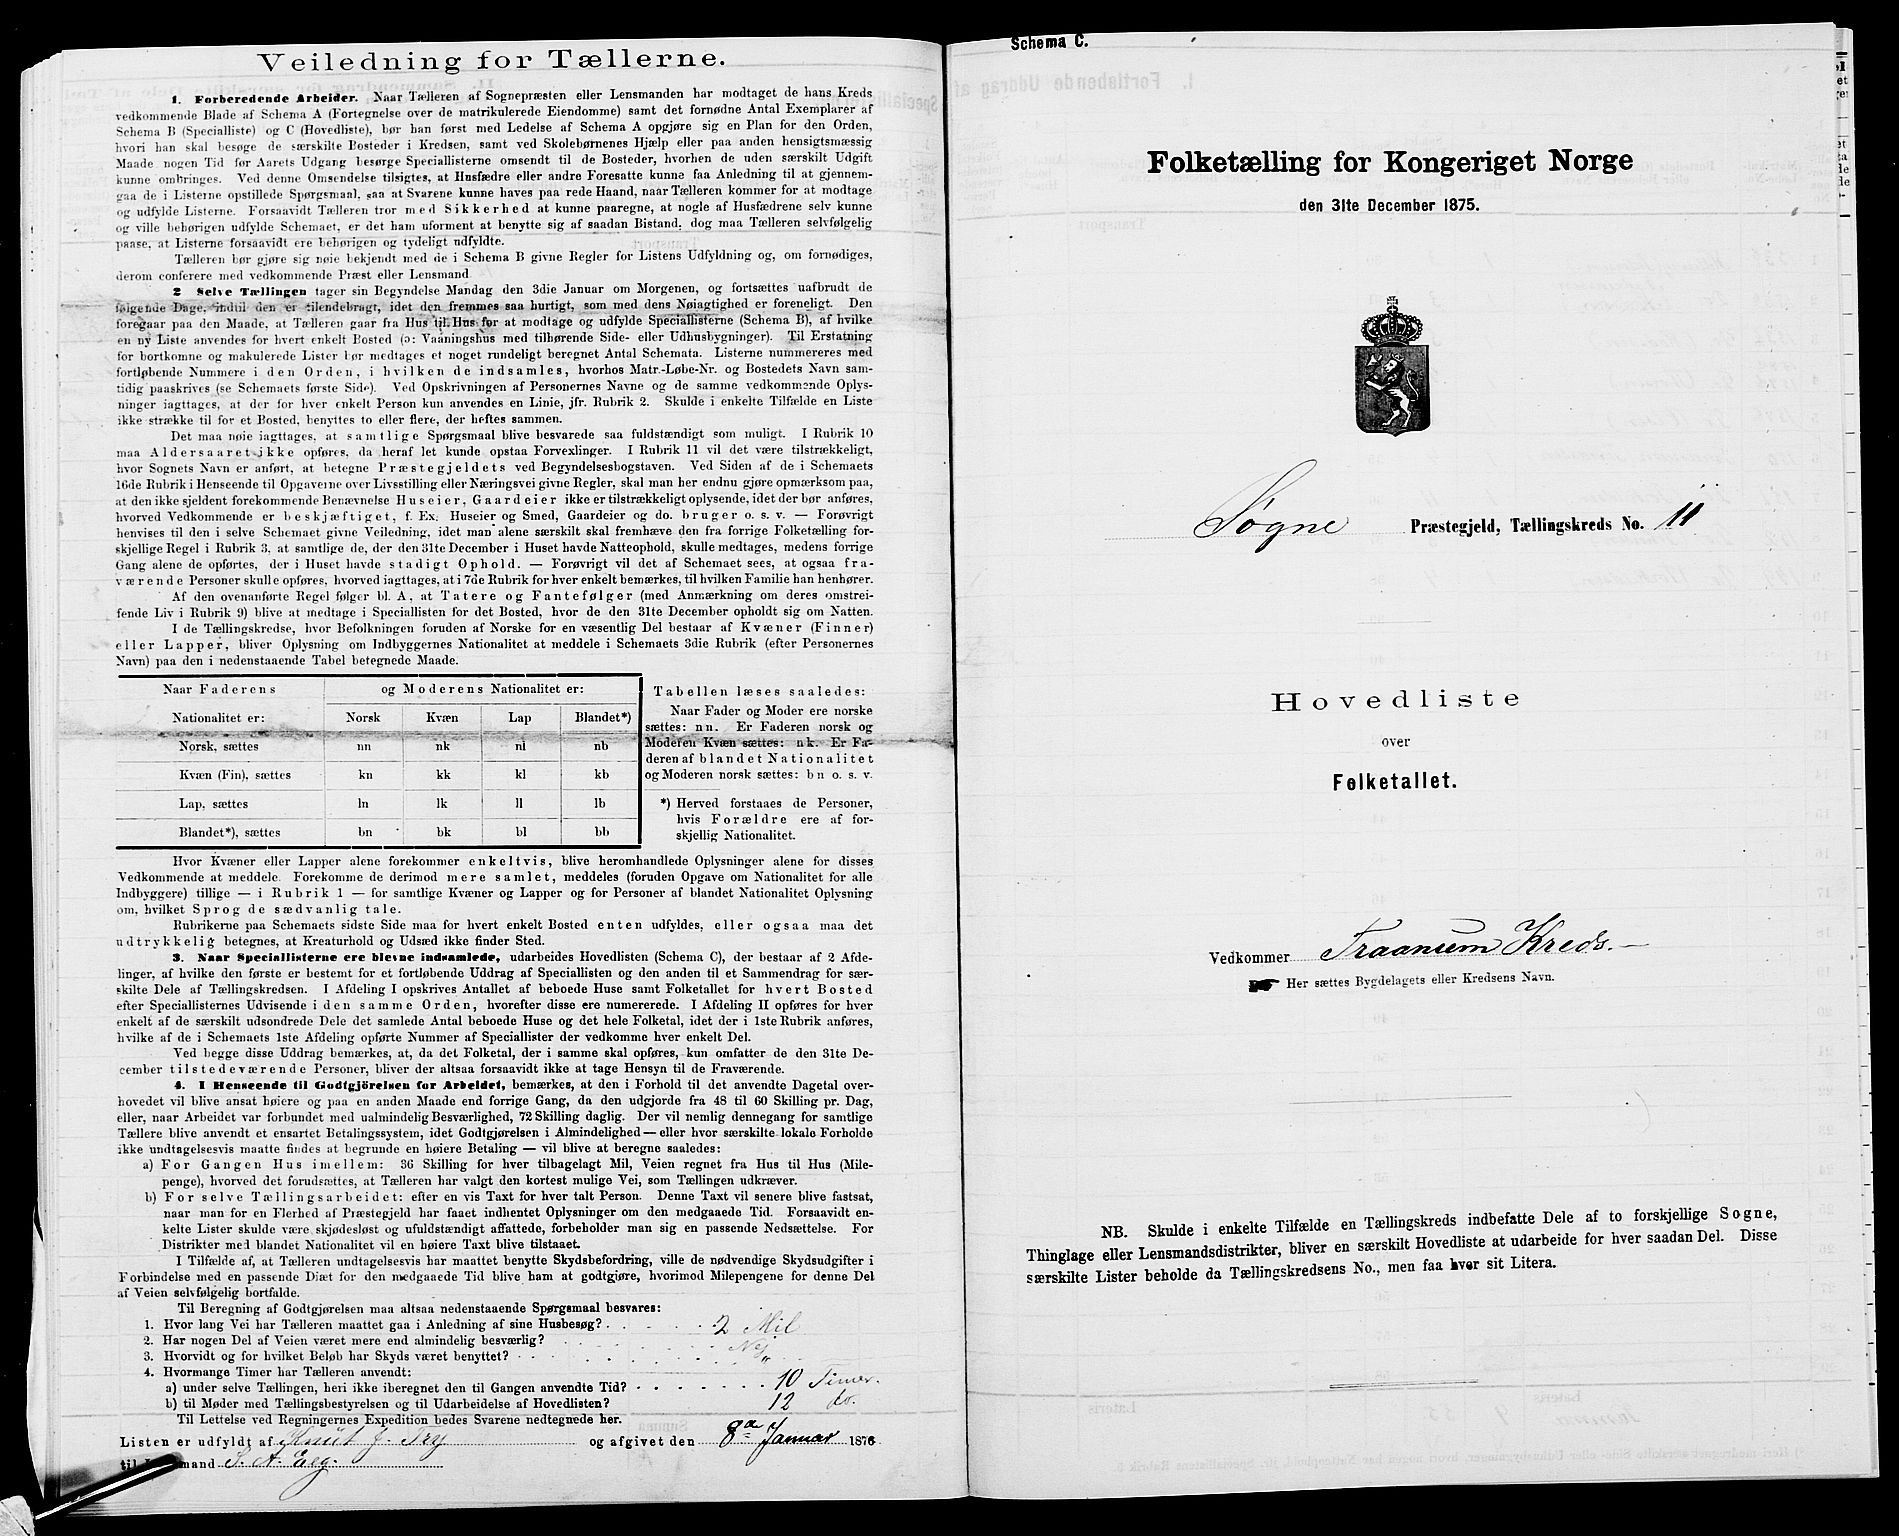 Veiledning for Tællerne.
1. Forberedende Arbeider. Naar Tælleren af Sognepræsten eller Lensmanden har modtaget de hans Kreds
vedkommende Blade af Schema A (Fortegnelse over de matrikulerede Eiendomme) samt det fornødne Antal Exemplarer af
Schema B (Specialliste) og C (Hovedliste), bør han først med Ledelse af Schema A opgjøre sig en Plan for den Orden,
hvori han skal besøge de særskilte Bosteder i Kredsen, samt ved Skolebørnenes Hjælp eller paa anden hensigtsmæssig
Maade nogen Tid før Aarets Udgang besørge Speciallisterne omsendt til de Bosteder, hvorhen de uden særskilt Udgift
kunne ombringes. Ved denne Omsendelse tilsigtes, at Husfædre eller andre Foresatte kunne faa Anledning til at gjennem-
gaa de i Listerne opstillede Spørgsmaal, saa at Svarene kunne haves paa rede Haand, naar Tælleren kommer for at modtage
og udfylde Listerne. Forsaavidt Tælleren tror med Sikkerhed at kunne paaregne, at nogle af Husfædrene selv kunne
og ville behørigen udfylde Schemaet, er det ham uforment at benytte sig af saadan Bistand, dog maa Tælleren selvfølgelig
paase, at Listerne forsaavidt ere behørigen og tydeligt udfyldte.
Tælleren bør gjøre sig nøie bekjendt med de i Schema B givne Regler for Listens Udfyldning og, om fornødiges,
derom conferere med vedkommende Præst eller Lensmand
2 Selve Tællingen tager sin Begyndelse Mandag den 3die Januar om Morgenen, og fortsættes uafbrudt de
følgende Dage, indtil den er tilendebragt, idet den fremmes saa hurtigt, som med dens Nøiagtighed er foreneligt. Den
foregaar paa den Maade, at Tælleren gaar fra Hus til Hus for at modtage og udfylde Speciallisterne (Schema B), af hvilke
en ny Liste anvendes for hvert enkelt Bosted (ɔ: Vaaningshus med tilhørende Side- eller Udhusbygninger). Til Erstatning
for bortkomne og makulerede Lister bør medtages et noget rundeligt beregnet Antal Schemata. Listerne nummereres med
fortløbende Nummere i den Orden, i hvilken de indsamles, hvorhos Matr.-Løbe-Nr. og Bostedets Navn sam-
tidig paaskrives (se Schemaets første Side). Ved Opskrivningen af Personernes Navne og de samme vedkommende Oplys-
ninger iagttages, at der for hver enkelt Person kun anvendes en Linie, jfr. Rubrik 2. Skulde i enkelte Tilfælde en Liste
ikke strække til for et Bosted, benyttes to eller flere, der heftes sammen.
Det maa nøie iagttages, at samtlige Spørgsmaal blive besvarede saa fuldstændigt som muligt. I Rubrik 10
maa Aldersaaret ikke opføres, da heraf let kunde opstaa Forvexlinger. I Rubrik 11 vil det være tilstrækkeligt,
hvor Sognets Navn er anført, at betegne Præstegjeldets ved Begyndelsesbogstaven. Ved Siden af de i Schemaets
16de Rubrik i Henseende til Opgaverne over Livsstilling eller Næringsvei givne Regler, skal man her endnu gjøre opmærksom paa,
at den ikke sjeldent forekommende Benævnelse Huseier, Gaardeier ikke er tilstrækkeligt oplysende, idet der bør anføres,
hvorved Vedkommende er beskjæftiget, f. Ex. Huseier og Smed, Gaardeier og do. bruger o. s. v. — Forøvrigt
henvises til den i selve Schemaet givne Veiledning, idet man alene særskilt skal fremhæve den fra forrige Folketælling for-
skjellige Regel i Rubrik 3, at samtlige de, der den 31te December i Huset havde Natteophold, skulle medtages, medens forrige
Gang alene de opførtes, der i Huset havde stadigt Ophold. — Forøvrigt vil det af Schemaet sees, at ogsaa fra-
værende Personer skulle opføres, hvorved iagttages, at i 7de Rubrik for hver enkelt bemærkes, til hvilken Familie han henhører.
Af den ovenanførte Regel følger bl. A, at Tatere og Fantefølger (med Anmærkning om deres omstrei-
fende Liv i Rubrik 9) blive at medtage i Speciallisten for det Bosted, hvor de den 31te December opholdt sig om Natten.
I de Tællingskredse, hvor Befolkningen foruden af Norske for en væsentlig Del bestaar af Kvæner (Finner)
eller Lapper, bliver Oplysning om Indbyggernes Nationalitet at meddele i Schemaets 3die Rubrik (efter Personernes
Navn) paa den i nedenstaaende Tabel betegnede Maade.
Naar Faderens og Moderens Nationalitet er:
Nationalitet er: Norsk Kvæn Lap Blandet*)
Norsk, sættes nn nk nl nb
Kvæn (Fin), sættes kn kk kl kb
Lap, sættes ln lk ll lb
Blandet*), sættes bn bk bl bb
Tabellen læses saaledes:
Naar Fader og Moder ere norske
sættes: nn. Er Faderen norsk og
Moderen Kvæn sættes: nk. Er Fa-
deren af blandet Nationalitet
og Moderen norsk sættes: bn o. s. v.
*) Herved forstaaes de Personer,
hvis Forældre ere af for-
skjellig Nationalitet.
Hvor Kvæner eller Lapper alene forekommer enkeltvis, blive heromhandlede Oplysninger alene for disses
Vedkommende at meddele. Forekomme de derimod mere samlet, meddeles (foruden Opgave om Nationalitet for alle
Indbyggere) tillige — i Rubrik 1 — for samtlige Kvæner og Lapper og for Personer af blandet Nationalitet Oplysning
om, hvilket Sprog de sædvanlig tale.
Rubrikerne paa Schemaets sidste Side maa for hvert enkelt Bosted enten udfyldes, eller ogsaa maa det
udtrykkelig betegnes, at Kreaturhold og Udsæd ikke finder Sted.
3. Naar Speciallisterne ere blevne indsamlede, udarbeides Hovedlisten (Schema C), der bestaar af 2 Afde-
linger, af hvilke den første er bestemt for et fortløbende Uddrag af Speciallisten og den anden til et Sammendrag for sær-
skilte Dele af Tællingskredsen. I Afdeling I opskrives Antallet af beboede Huse samt Folketallet for hvert Bosted
efter Speciallisternes Udvisende i den samme Orden, hvorefter disse ere numererede. I Afdeling II opføres for hver
enkelt af de særskilt udsondrede Dele det samlede Antal beboede Huse og det hele Folketal, idet der i 1ste Rubrik anføres,
hvilke af de i Schemaets 1ste Afdeling opførte Nummer af Speciallister der vedkomme hver enkelt Del.
Ved begge disse Uddrag bemærkes, at, da det Folketal, der i samme skal opføres, kun omfatter de den 31te De-
cember tilstedeværende Personer, bliver der altsaa forsaavidt ikke at tage Hensyn til de Fraværende.
4. I Henseende til Godtgjörelsen for Arbeidet, bemærkes, at den i Forhold til det anvendte Dagetal over-
hovedet vil blive ansat høiere og paa en anden Maade end forrige Gang, da den udgjorde fra 48 til 60 Skilling pr. Dag,
eller, naar Arbeidet var forbundet med ualmindelig Besværlighed, 72 Skilling daglig. Der vil nemlig dennegang for samtlige
Tællere blive anvendt et ensartet Betalingssystem, idet Godtgjørelsen i Almindelighed — eller hvor særskilte lokale Forholde
ikke undtagelsesvis maatte findes at begrunde en høiere Betaling — vil blive at beregne saaledes:
a) For Gangen Hus imellem: 36 Skilling for hver tilbagelagt Mil, Veien regnet fra Hus til Hus (Mile-
penge), hvorved det forudsættes, at Tælleren har valgt den kortest mulige Vei, som Tællingen udkræver.
b) For selve Tællingsarbeidet: efter en vis Taxt for hver talt Person. Denne Taxt vil senere blive fastsat,
naar man for en Flerhed af Præstegjeld har faaet indhentet Oplysninger om den medgaaede Tid. Forsaavidt en-
kelte Lister skulde være skjødesløst og ufuldstændigt affattede, forbeholder man sig en passende Nedsættelse. For
Distrikter med blandet Nationalitet vil en høiere Taxt blive tilstaaet.
I Tilfælde af, at Tælleren undtagelsesvis har maattet benytte Skydsbefordring, ville de nødvendige Skydsudgifter i
Forbindelse med en passende Diæt for den medgaaede Tid blive ham at godtgjøre, hvorimod Milepengene for denne Del
af Veien selvfølgelig bortfalde.
Til Beregning af Godtgjørelsen maa altsaa nedenstaaende Spørgsmaal besvares:
1. Hvor lang Vei har Tælleren maattet gaa i Anledning af sine Husbesøg? 2 Mil
2. Har nogen Del af Veien været mere end almindelig besværlig? Nej
3. Hvorvidt og for hvilket Beløb har Skyds været benyttet? "
4. Hvormange Timer har Tælleren anvendt:
a) under selve Tællingen, heri ikke iberegnet den til Gangen anvendte Tid? 10 Timer.
b) til Møder med Tællingsbestyrelsen og til Udarbeidelse af Hovedlisten? 12 do.
Til Lettelse ved Regningernes Expedition bedes Svarene nedtegnede her.
Listen er udfyldt af Knut J. Try og afgivet den 8de Januar 1876
til mand S. A. Eeg.
Schema C.
Folketælling for Kongeriget Norge
den 31te December 1875.
Søgne Præstegjeld, Tællingskreds No. 11
Hovedliste
over
Folketallet.
Vedkommer Traanum Kreds.
Her sættes Bygdelagets eller Kredsens Navn.
NB. Skulde i enkelte Tilfælde en Tællingskreds indbefatte Dele af to forskjellige Sogne,
Thinglage eller Lensmandsdistrikter, bliver en særskilt Hovedliste at udarbeide for hver saadan Del. Disse
særskilte Lister beholde da Tællingskredsens No., men faa hver sit Litera.